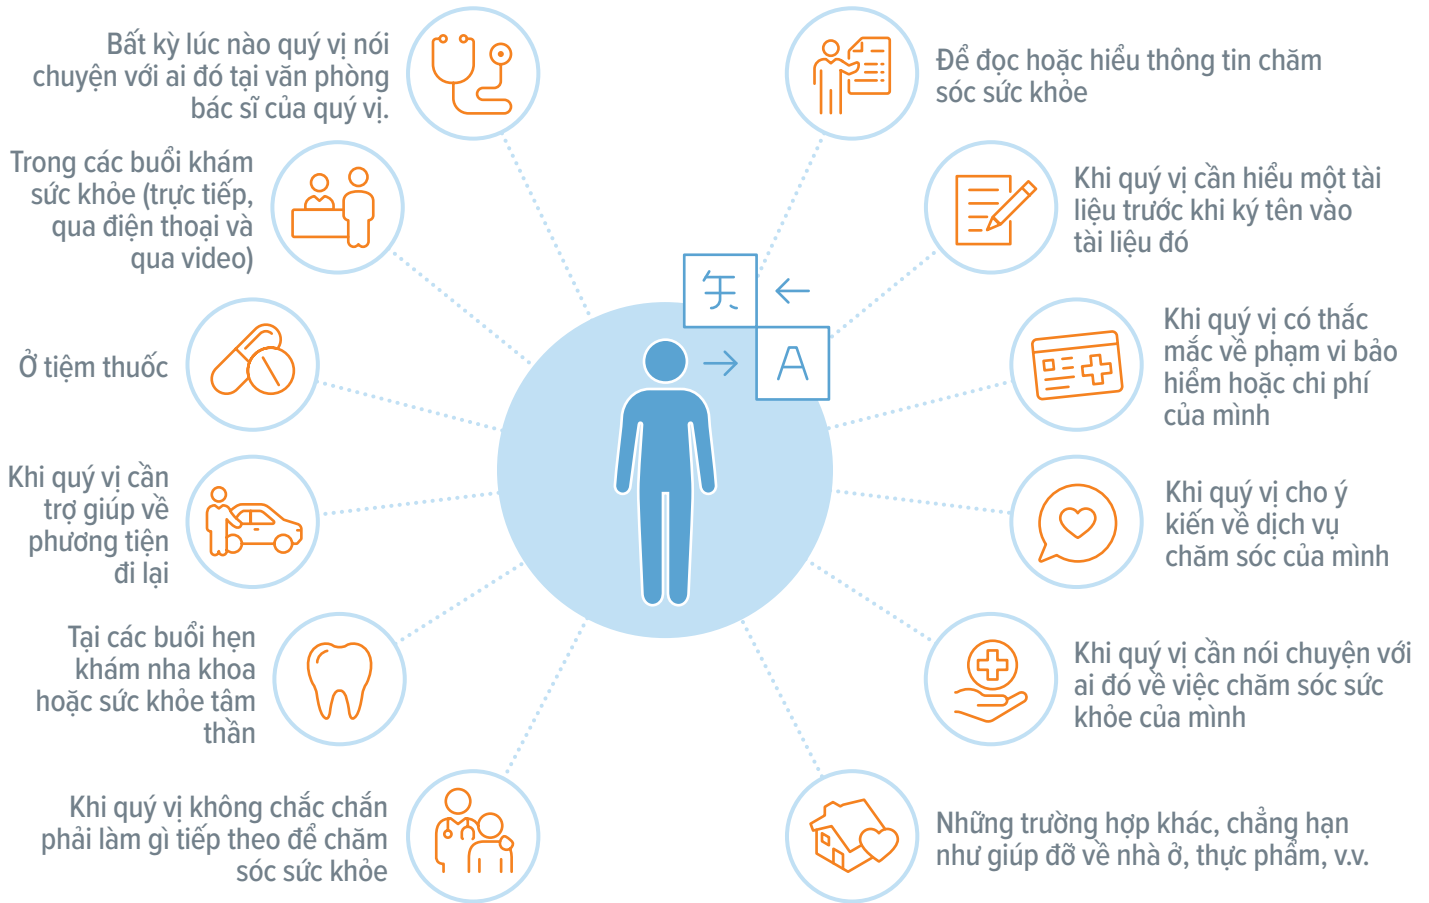 Bất kỳ lúc nào quý vị nói
chuyện với ai đó tại văn phòng
bác sĩ của quý vị.
Trong các buổi khám
sức khỏe (trực tiếp,
qua điện thoại và
qua video)
Ở tiệm thuốc
Khi quý vị cần
trợ giúp về
phương tiện
đi lại
Tại các buổi hẹn
khám nha khoa
hoặc sức khỏe tâm
thần
Khi quý vị không chắc chắn
phải làm gì tiếp theo để chăm
sóc sức khỏe
A
Để đọc hoặc hiểu thông tin chăm
sóc sức khỏe
Khi quý vị cần hiểu một tài
liệu trước khi ký tên vào
tài liệu đó
Khi quý vị có thắc
mắc về phạm vi bảo
hiểm hoặc chi phí
của mình
Khi quý vị cho ý
kiến về dịch vụ
chăm sóc của mình
Khi quý vị cần nói chuyện với
ai đó về việc chăm sóc sức
khỏe của mình
Những trường hợp khác, chẳng hạn
như giúp đỡ về nhà ở, thực phẩm, v.v.